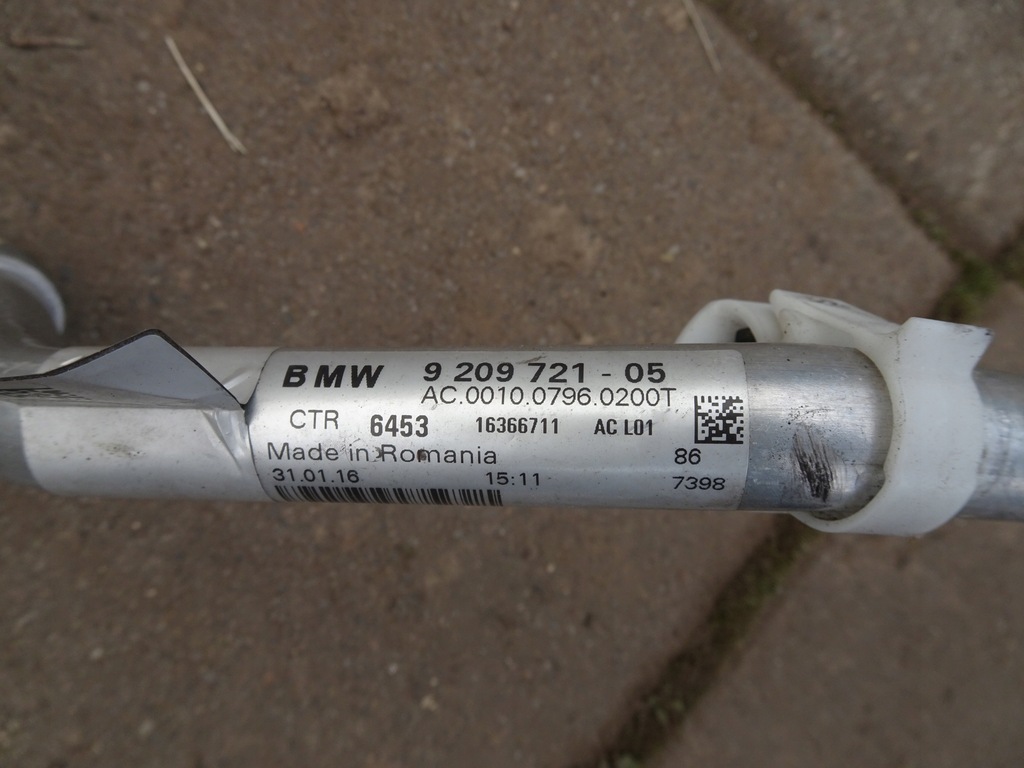 BMW 9 209 721 - 05
AC.0010.0796.0200T
CTR 6453 16366711 AC L01
Made in Romania 86
31.01.16 15:11 7398